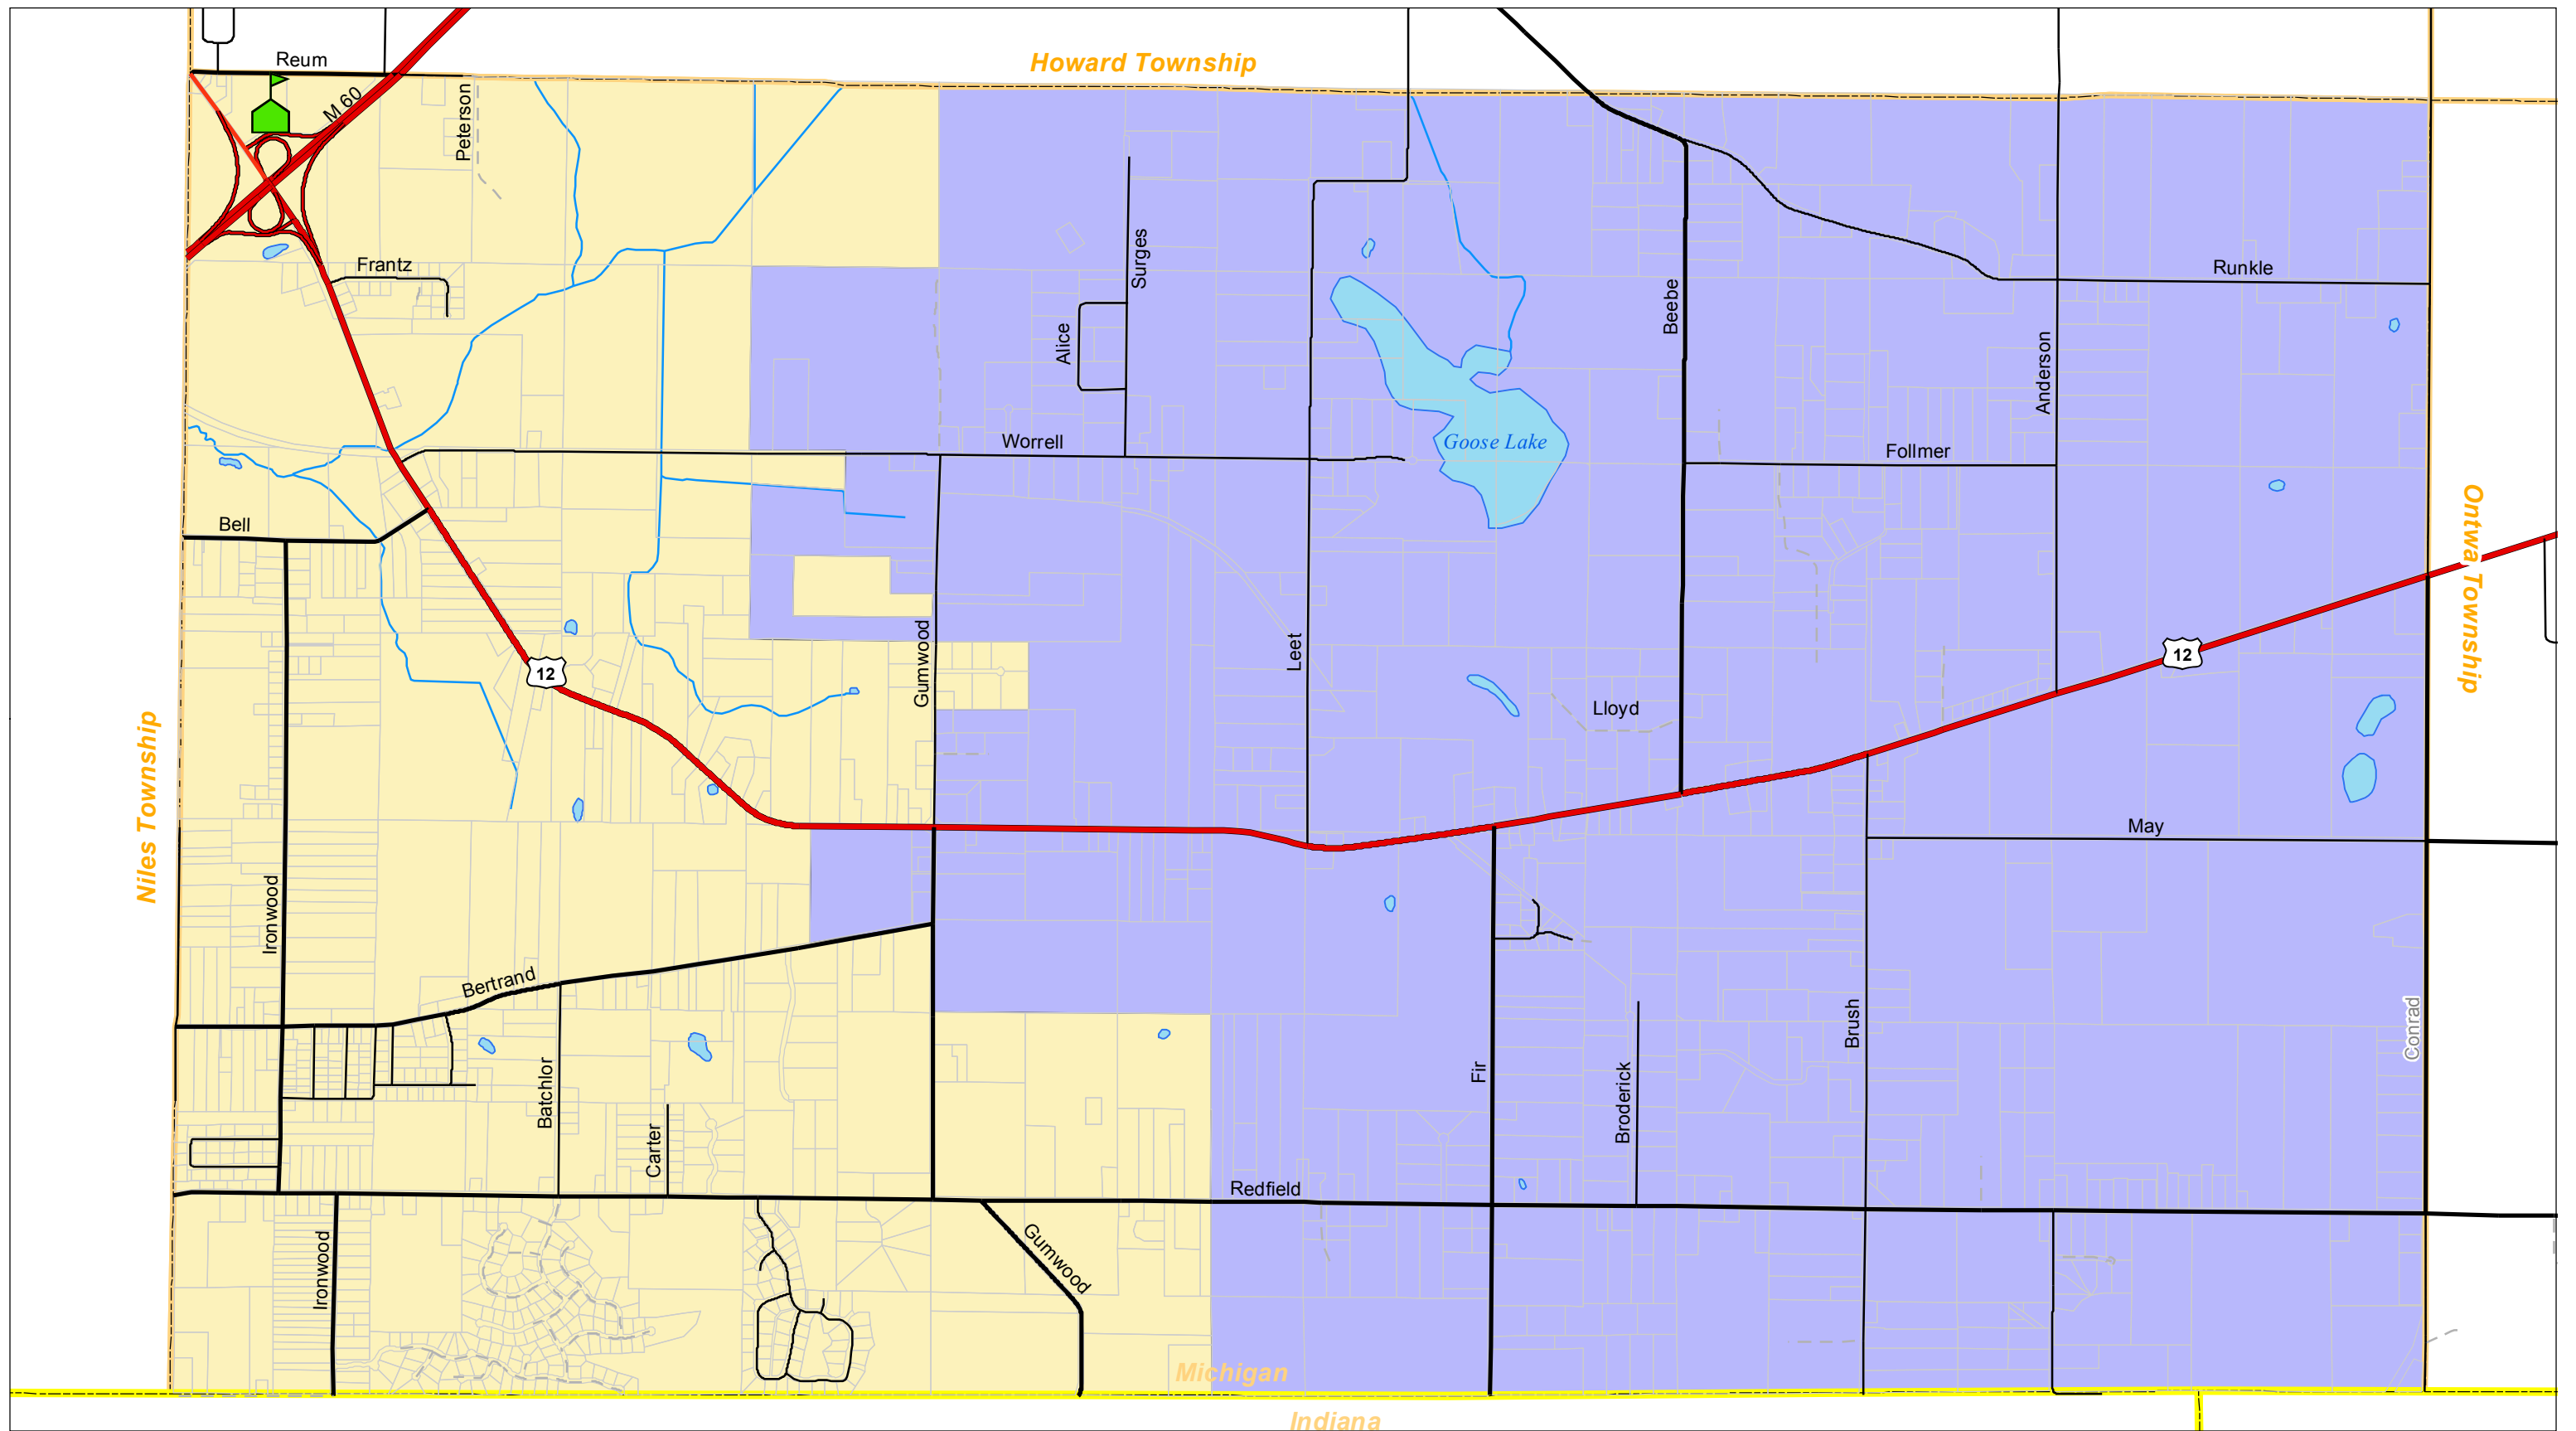 Reum
Howard Township
M 60
Peterson
Frantz
Surges
Runkle
Beebe
Alice
Anderson
Worrell
Goose Lake
Follmer
Bell
Ontwa Township
Gumwood
Leet
12
12
Lloyd
Niles Township
May
Ironwood
Bertrand
Brush
Conrad
Batchlor
Fir
Broderick
Carter
Redfield
Ironwood
Gumwood
Michigan
Indiana